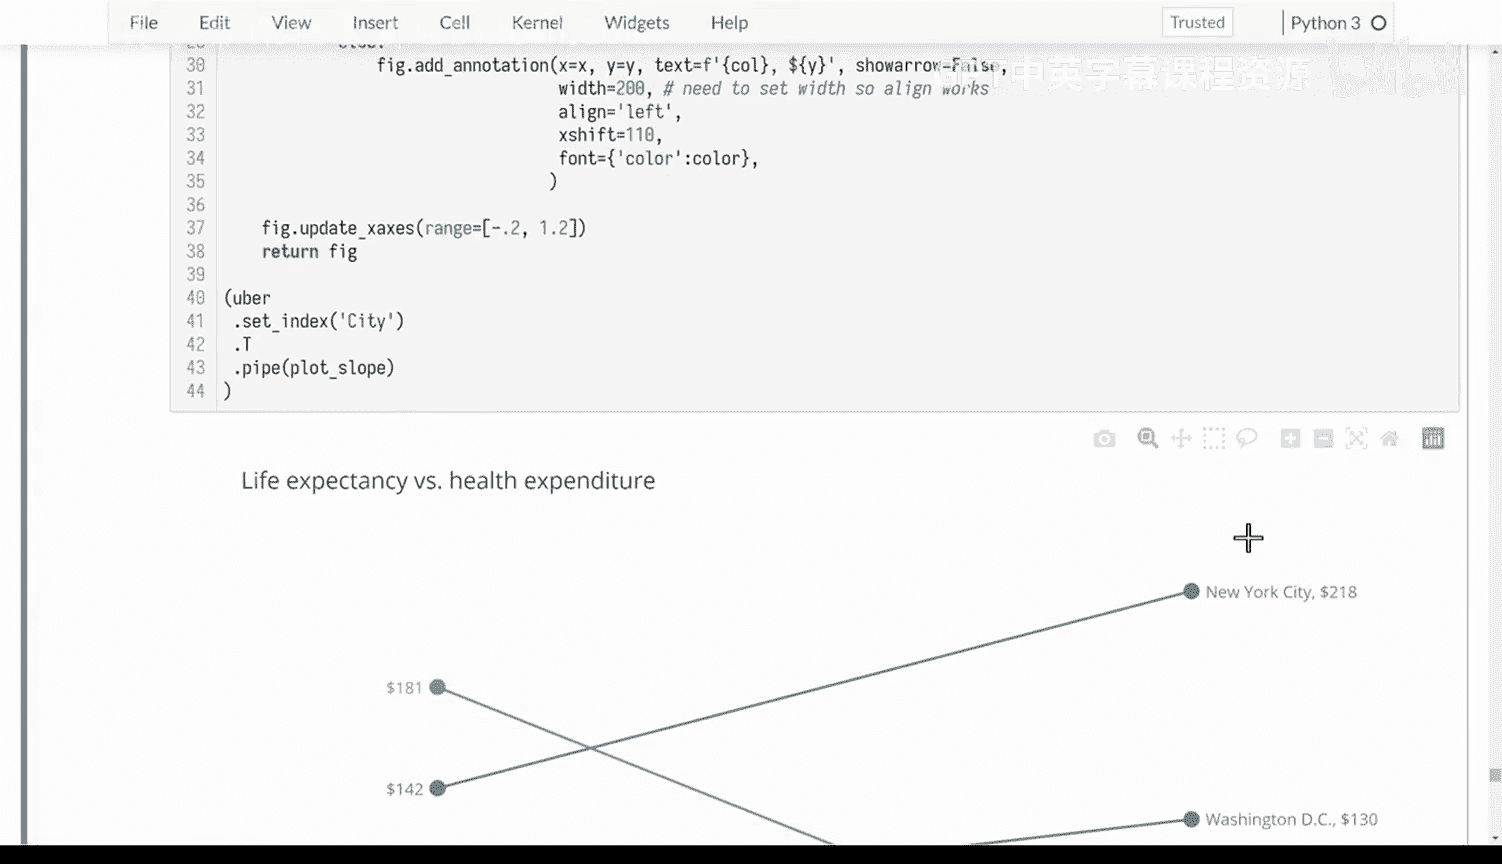 File Edit View Insert Cell Kernel Widgets Help Trusted Python 3
30 fig.add_annotation(x=x, y=y, text=f'{col}, ${y}', showarrow=False,
31 width=200, # need to set width so align works
32 align='left',
33 xshift=110,
34 font={'color':color},
35 )
36
37 fig.update_xaxes(range=[-.2, 1.2])
38 return fig
39
40 (uber
41 .set_index('City')
42 .T
43 .pipe(plot_slope)
44 )
中英字幕课程资源
Life expectancy vs. health expenditure
New York City, $218
$181
$142
Washington D.C., $130